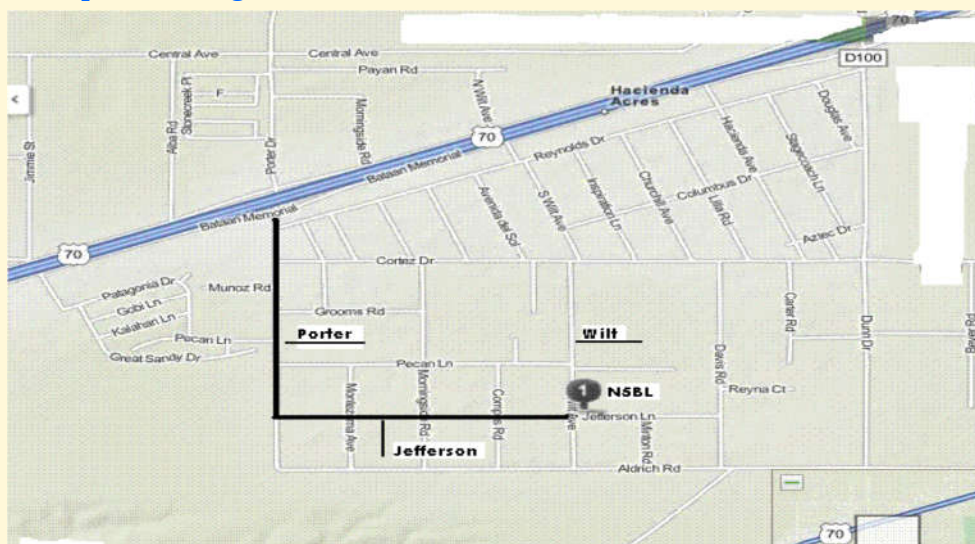 70
Central Ave
Central Ave
D100
Payan Rd
N Wilt Ave
Hacienda
Acres
Jimmie St
Alba Rd
Stonecreek Pl
F
Porter Dr
Morningside Rd
70
Reynolds Dr
Hacienda Ave
Stagecoach Ln
Douglas Ave
Bataan Memorial
Bataan Memorial
Avenida del Sol
S Wilt Ave
Inspiration Ln
Churchill Ave
Lilla Rd
Columbus Dr
Aztec Dr
70
Cortez Dr
Patagonia Dr
Munoz Rd
Gobi Ln
Kalahari Ln
Grooms Rd
Carter Rd
Pecan Ln
Porter
Wilt
Dunn Dr
Great Sandy Dr
Pecan Ln
Davis Rd
Montezuma Ave
Morningside Rd
Compas Rd
1
NSBL
Reyna Ct
Jefferson Ln
Minton Rd
Jefferson
Aldrich Rd
70